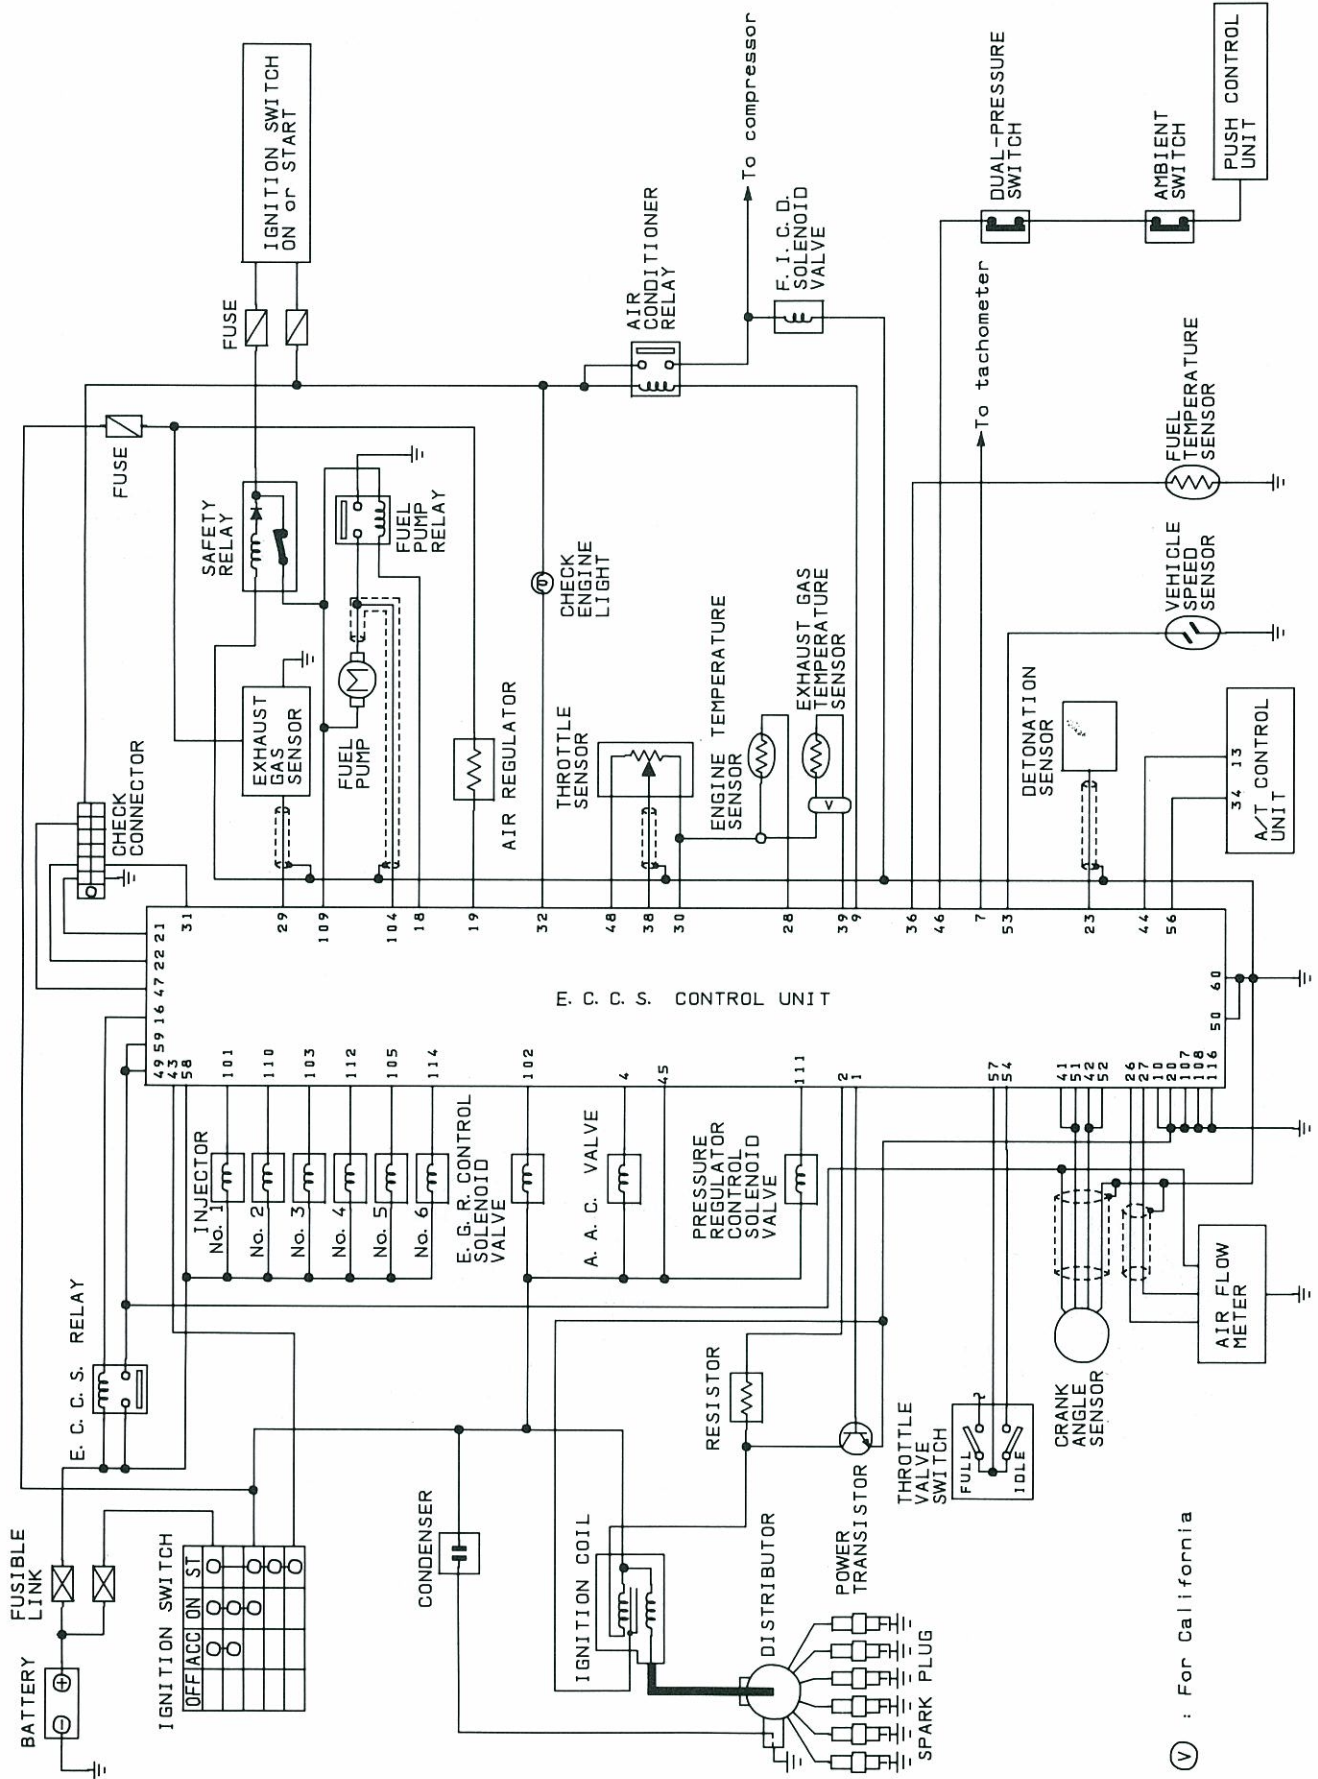 BATTERY
FUSIBLE
LINK
E. C. C. S. RELAY
IGNITION SWITCH
OFF
ACC
ON
ST
CONDENSER
IGNITION COIL
RESISTOR
DISTRIBUTOR
POWER
TRANSISTOR
SPARK PLUG
THROTTLE
VALVE
SWITCH
FULL
IDLE
CRANK
ANGLE
SENSOR
AIR FLOW
METER
V : For California
INJECTOR
No. 1
No. 2
No. 3
No. 4
No. 5
No. 6
E. G. R. CONTROL
SOLENOID
VALVE
A. A. C. VALVE
PRESSURE
REGULATOR
CONTROL
SOLENOID
VALVE
49
59
16
47
22
21
43
58
101
110
103
112
105
114
102
4
45
111
2
1
57
54
41
51
42
52
26
27
10
20
107
108
116
50
60
E. C. C. S. CONTROL UNIT
31
29
109
104
18
19
32
48
38
30
28
39
9
36
46
7
53
23
44
56
CHECK
CONNECTOR
EXHAUST
GAS
SENSOR
FUEL
PUMP
M
AIR REGULATOR
THROTTLE
SENSOR
ENGINE TEMPERATURE
SENSOR
EXHAUST GAS
TEMPERATURE
SENSOR
V
DETONATION
SENSOR
34 13
A/T CONTROL
UNIT
SAFETY
RELAY
FUEL
PUMP
RELAY
CHECK
ENGINE
LIGHT
VEHICLE
SPEED
SENSOR
FUEL
TEMPERATURE
SENSOR
FUSE
FUSE
IGNITION SWITCH
ON or START
AIR
CONDITIONER
RELAY
To compressor
F. I. C. D.
SOLENOID
VALVE
To tachometer
DUAL-PRESSURE
SWITCH
AMBIENT
SWITCH
PUSH CONTROL
UNIT